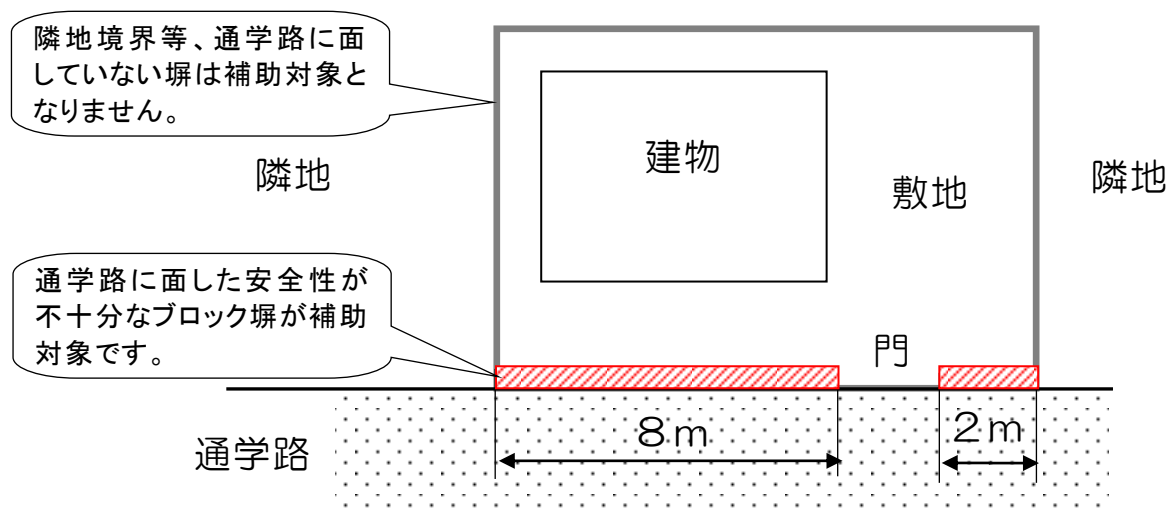 隣地境界等、通学路に面
していない塀は補助対象と
なりません。
建物
隣地
敷地
隣地
通学路に面した安全性が
不十分なブロック塀が補助
対象です。
門
8m
2m
通学路